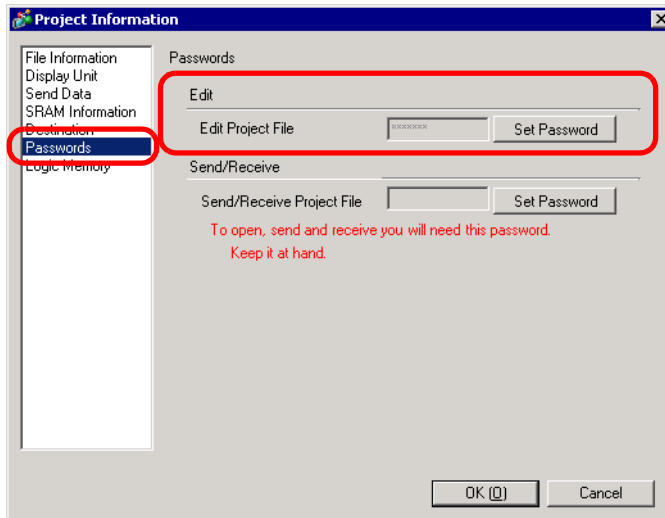 Project Information
File Information
Display Unit
Send Data
SRAM Information
Destination
Passwords
Logic Memory
Passwords
Edit
Edit Project File xxxxxxx Set Password
Send/Receive
Send/Receive Project File Set Password
To open, send and receive you will need this password.
Keep it at hand.
OK (O) Cancel